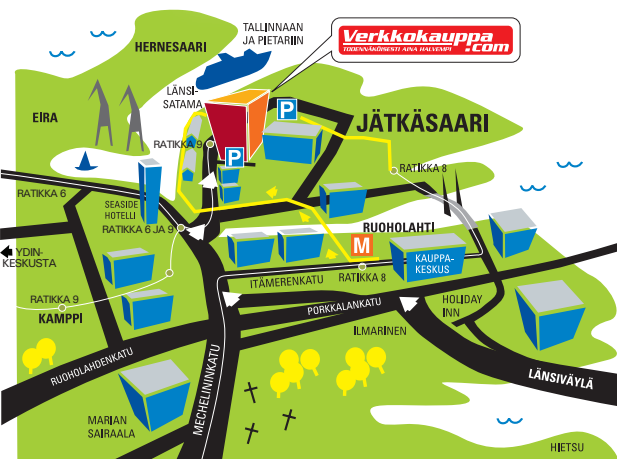 TALLINNAAN
JA PIETARIIN
Verkkokauppa
.com
TODENNÄKÖISESTI AINA HALVEMPI
HERNESAARI
LÄNSI-
SATAMA
P
EIRA
JÄTKÄSAARI
RATIKKA 9
P
RATIKKA 8
RATIKKA 6
SEASIDE
HOTELLI
RATIKKA 6 JA 9
RUOHOLAHTI
M
YDIN-
KESKUSTA
KAUPPA-
KESKUS
ITÄMERENKATU
RATIKKA 8
RATIKKA 9
KAMPPI
PORKKALANKATU
HOLIDAY
INN
ILMARINEN
RUOHOLAHDENKATU
MECHELININKATU
LÄNSIVÄYLÄ
MARIAN
SAIRAALA
HIETSU